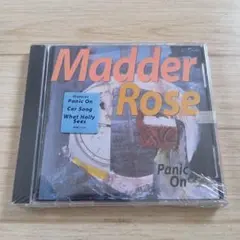 Madder
Rose
Panic On
Car Song
What Holly
Sees
Panic
On